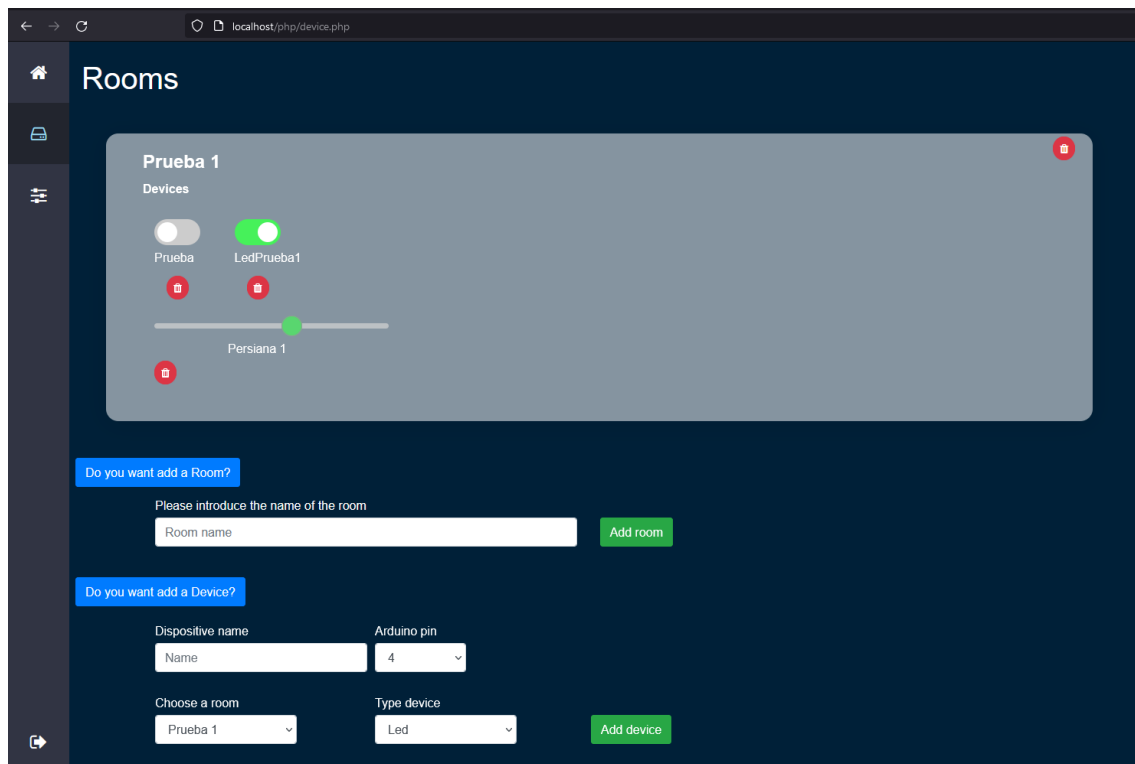 localhost/php/device.php
Rooms
Prueba 1
Devices
Prueba LedPrueba1
Persiana 1
Do you want add a Room?
Please introduce the name of the room
Room name Add room
Do you want add a Device?
Dispositive name Arduino pin
Name 4
Choose a room Type device
Prueba 1 Led Add device